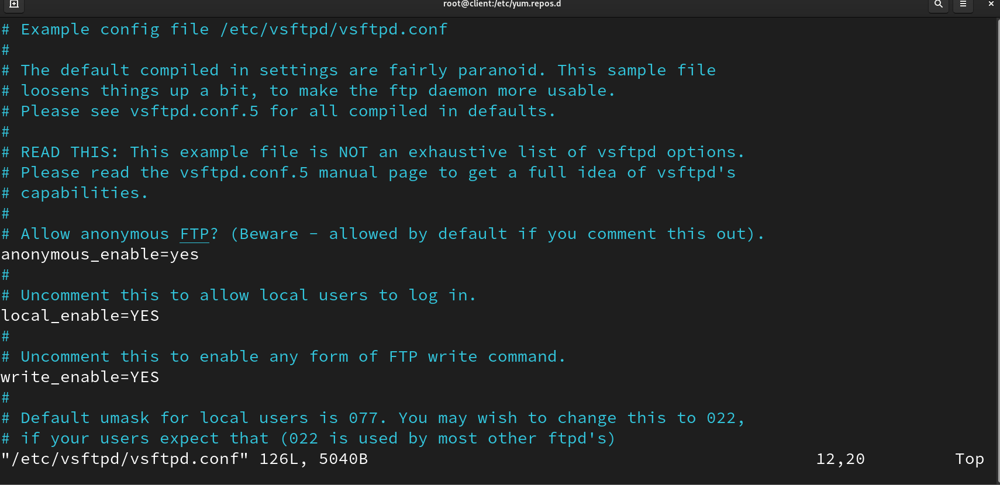 root@client:/etc/yum.repos.d
# Example config file /etc/vsftpd/vsftpd.conf
#
# The default compiled in settings are fairly paranoid. This sample file
# loosens things up a bit, to make the ftp daemon more usable.
# Please see vsftpd.conf.5 for all compiled in defaults.
#
# READ THIS: This example file is NOT an exhaustive list of vsftpd options.
# Please read the vsftpd.conf.5 manual page to get a full idea of vsftpd's
# capabilities.
#
# Allow anonymous FTP? (Beware - allowed by default if you comment this out).
anonymous_enable=yes
#
# Uncomment this to allow local users to log in.
local_enable=YES
#
# Uncomment this to enable any form of FTP write command.
write_enable=YES
#
# Default umask for local users is 077. You may wish to change this to 022,
# if your users expect that (022 is used by most other ftpd's)
"/etc/vsftpd/vsftpd.conf" 126L, 5040B 12,20 Top